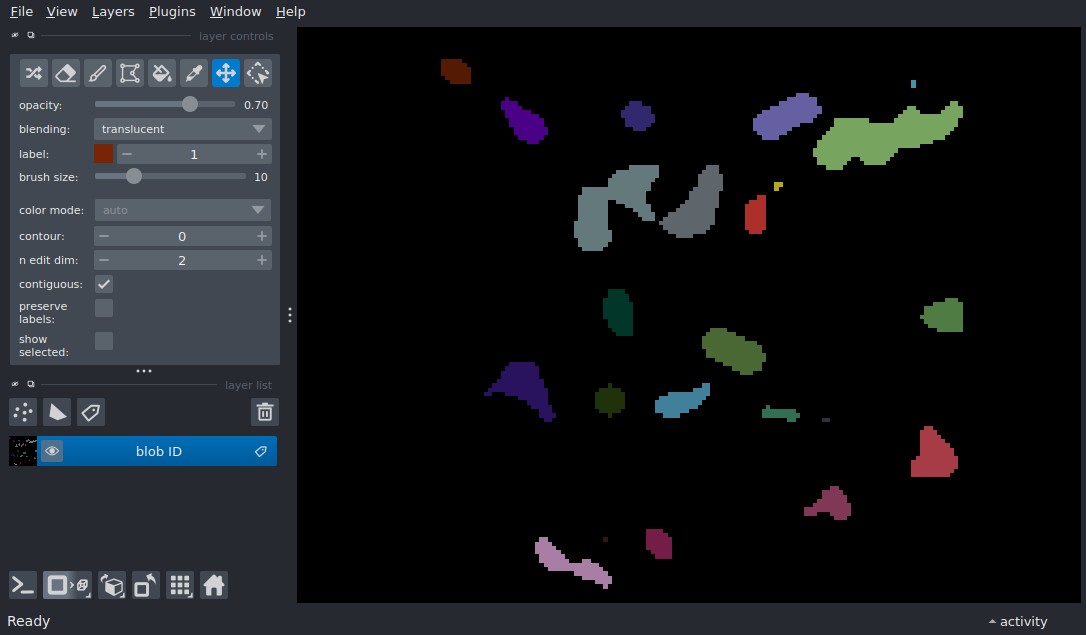 File View Layers Plugins Window Help
layer controls
opacity: 0.70
blending: translucent
label: 1
brush size: 10
color mode: auto
contour: 0
n edit dim: 2
contiguous:
preserve
labels:
show
selected:
layer list
blob ID
Ready
activity